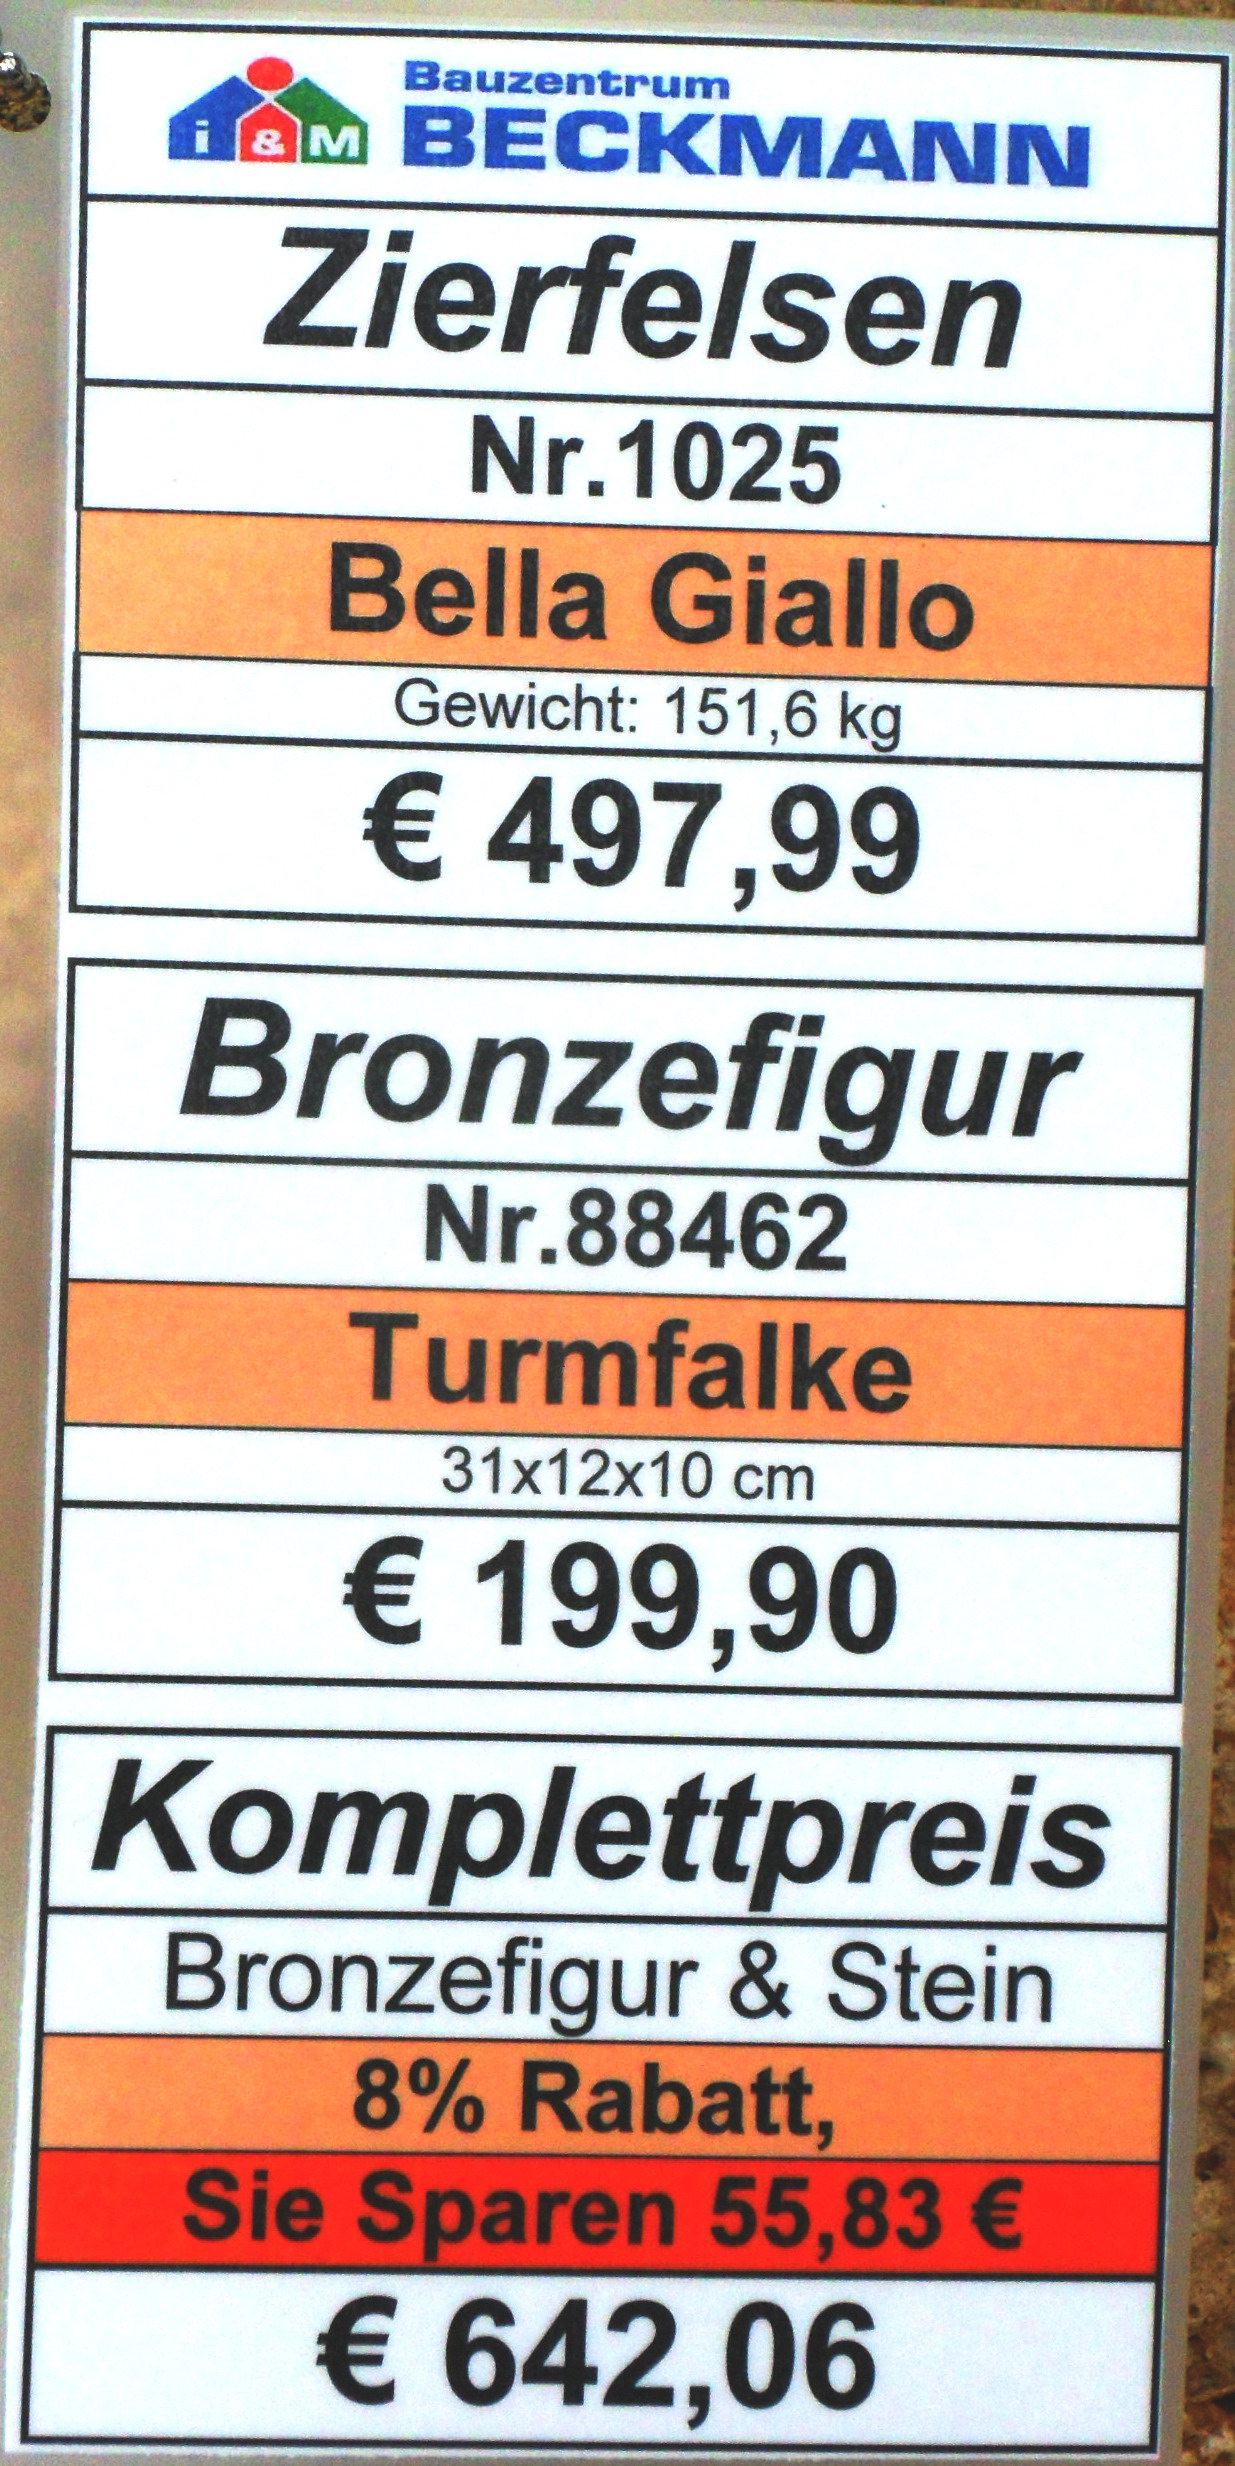 i&M
Bauzentrum
BECKMANN
Zierfelsen
Nr.1025
Bella Giallo
Gewicht: 151,6 kg
€ 497,99
Bronzefigur
Nr.88462
Turmfalke
31x12x10 cm
€ 199,90
Komplettpreis
Bronzefigur & Stein
8% Rabatt,
Sie Sparen 55,83 €
€ 642,06